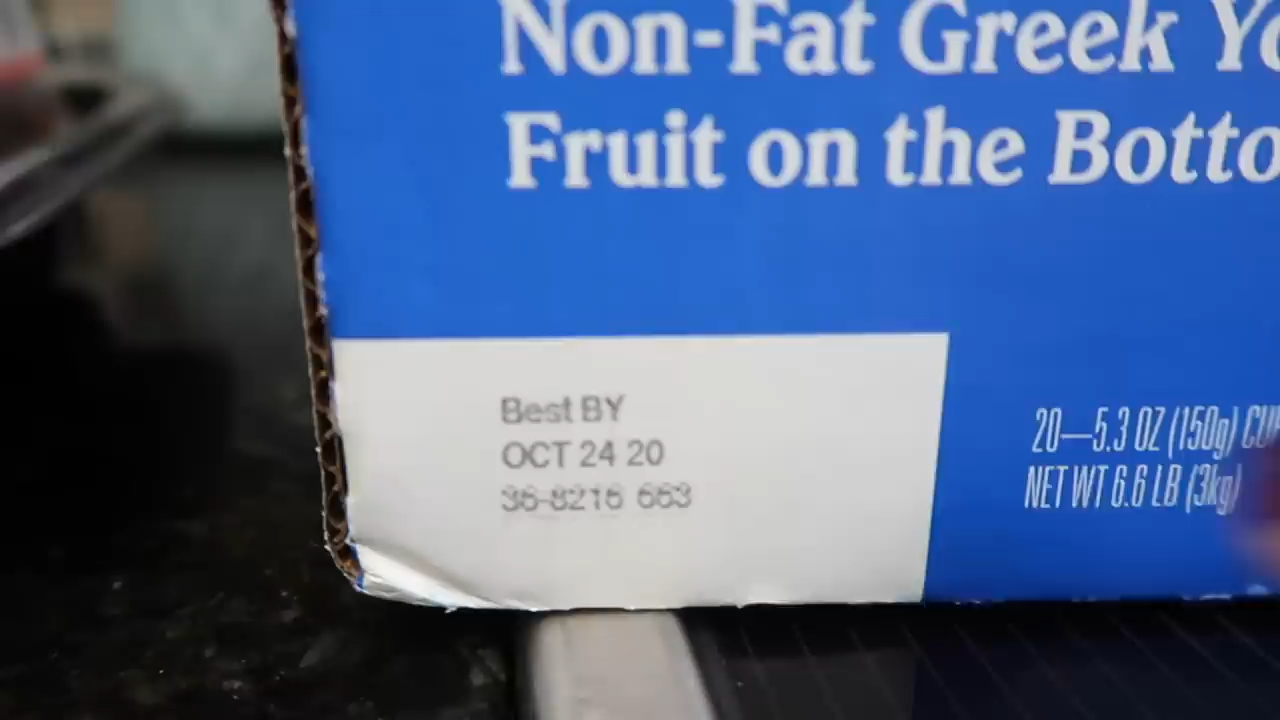 Non-Fat Greek Yo
Fruit on the Botto
Best BY
OCT 24 20
36-8216 663
20—5.3 OZ (150g) CU
NET WT 6.6 LB (3kg)